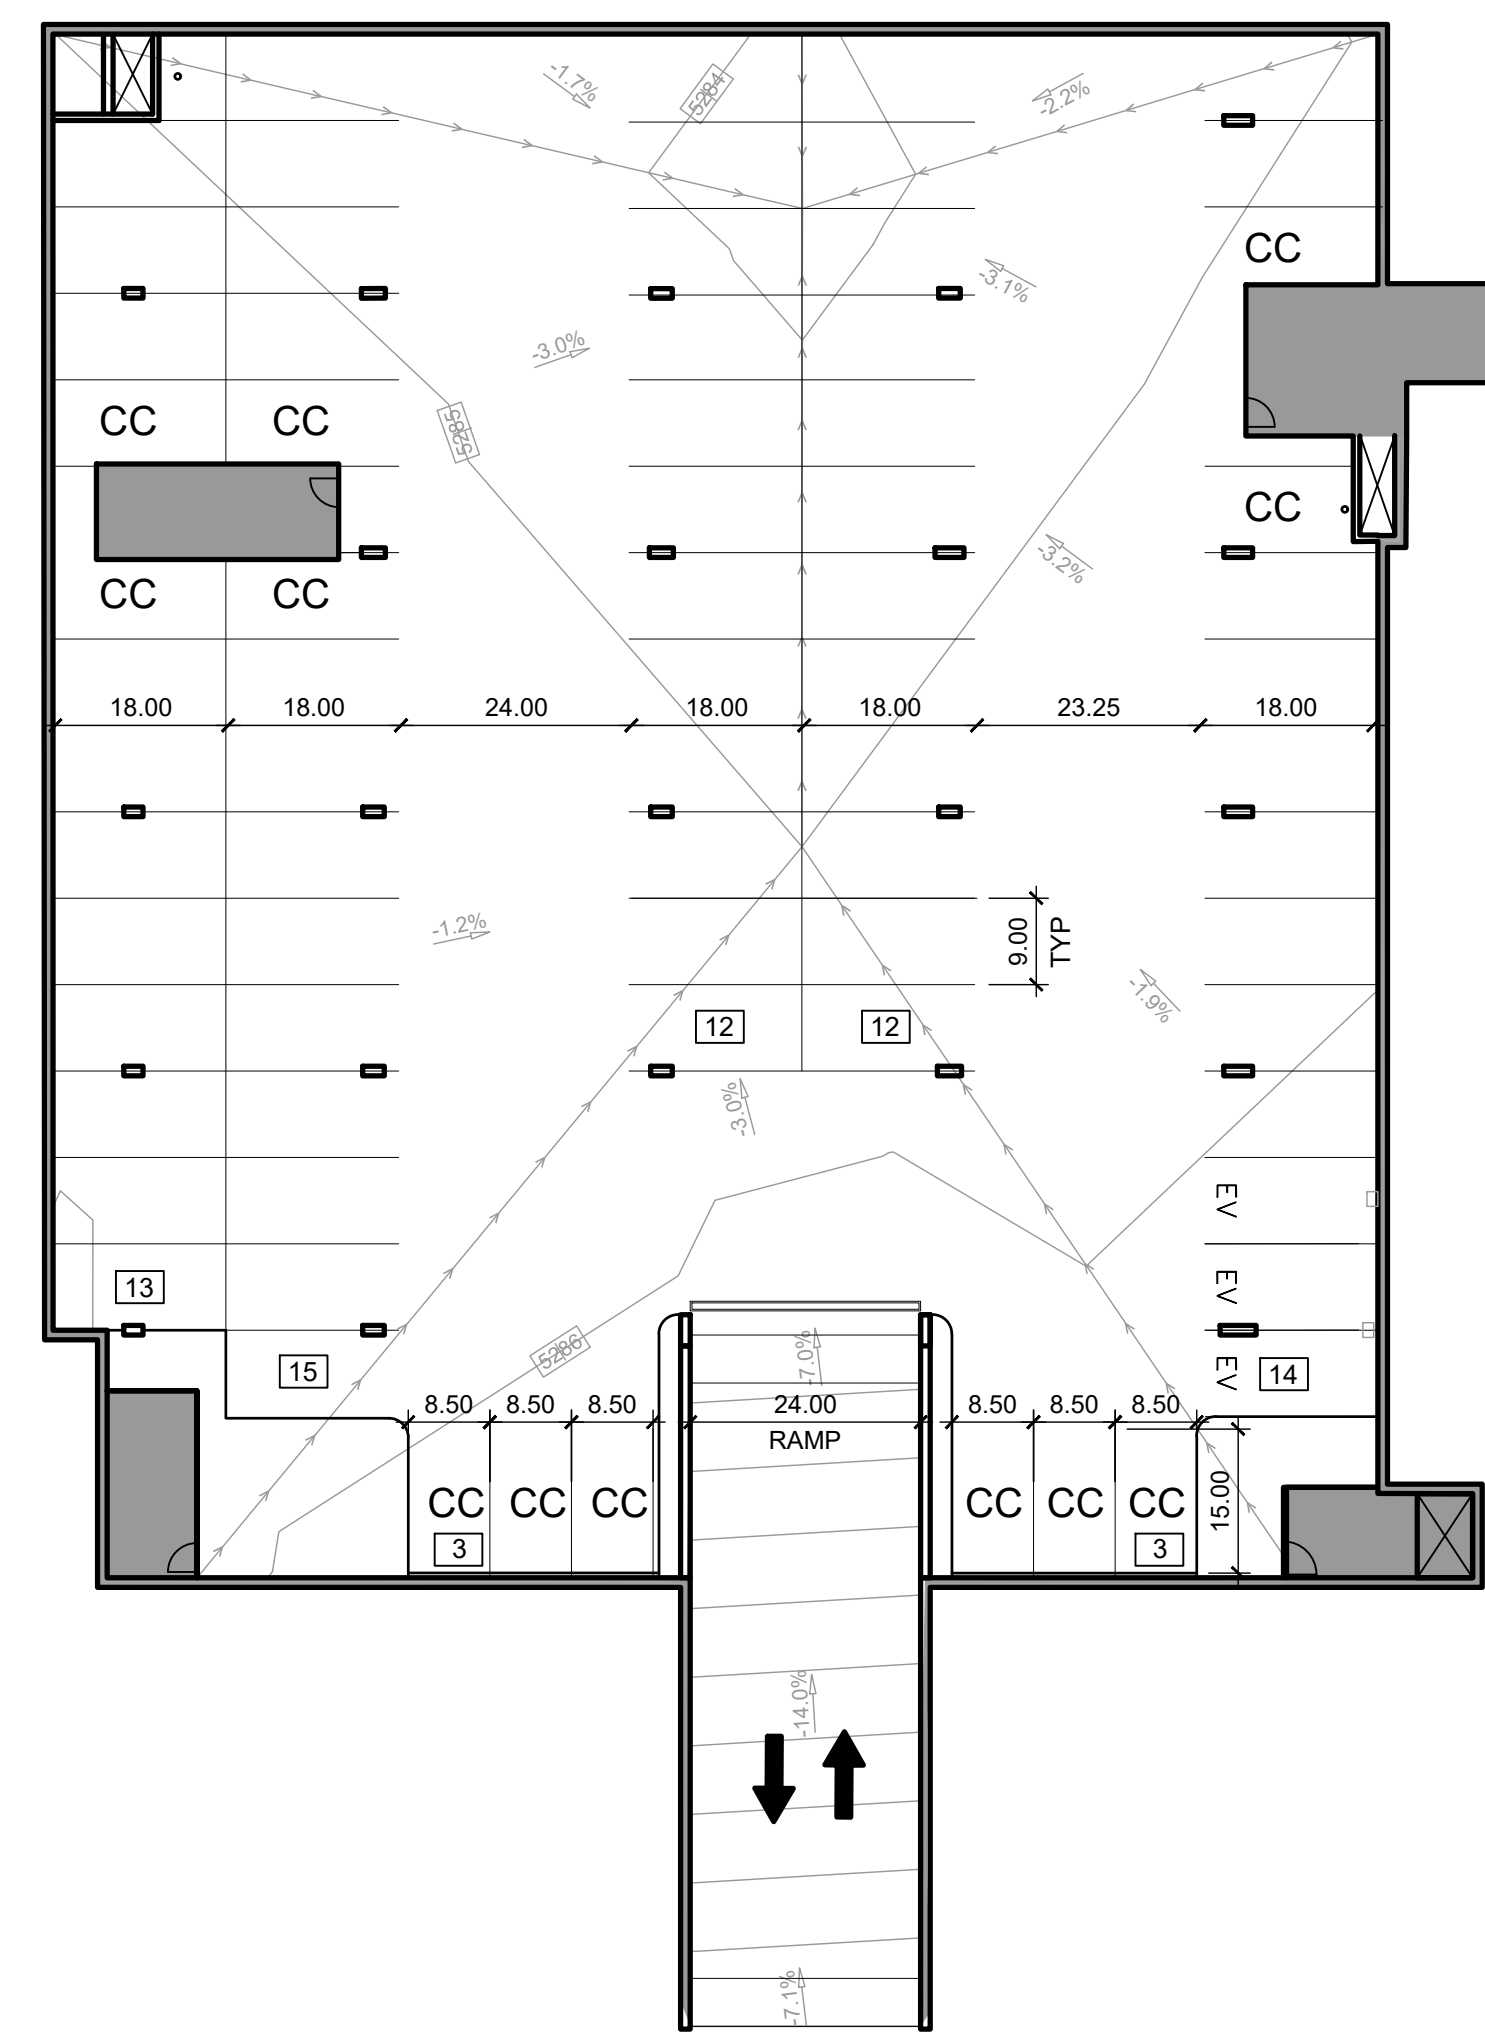 -1.7%
5284
-2.2%
CC
-3.1%
-3.0%
CC CC
5285
CC
-3.2%
CC CC
18.00 18.00 24.00 18.00 18.00 23.25 18.00
-1.2%
9.00
TYP
-1.9%
12 12
-3.0%
EV
13
EV
5286
-7.0%
15
EV 14
8.50 8.50 8.50 24.00 8.50 8.50 8.50
RAMP
CC CC CC CC CC CC
15.00
3 3
-14.0%
-7.1%